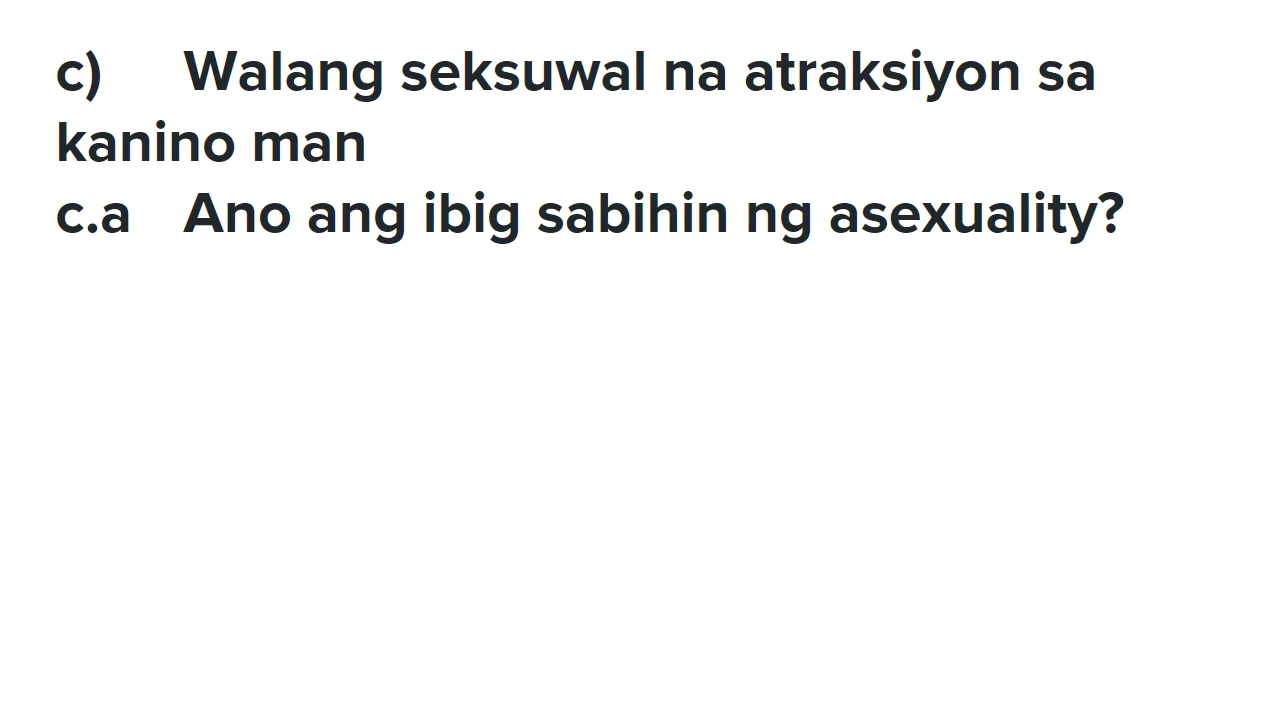 c) Walang seksuwal na atraksiyon sa
kanino man
c.a Ano ang ibig sabihin ng asexuality?